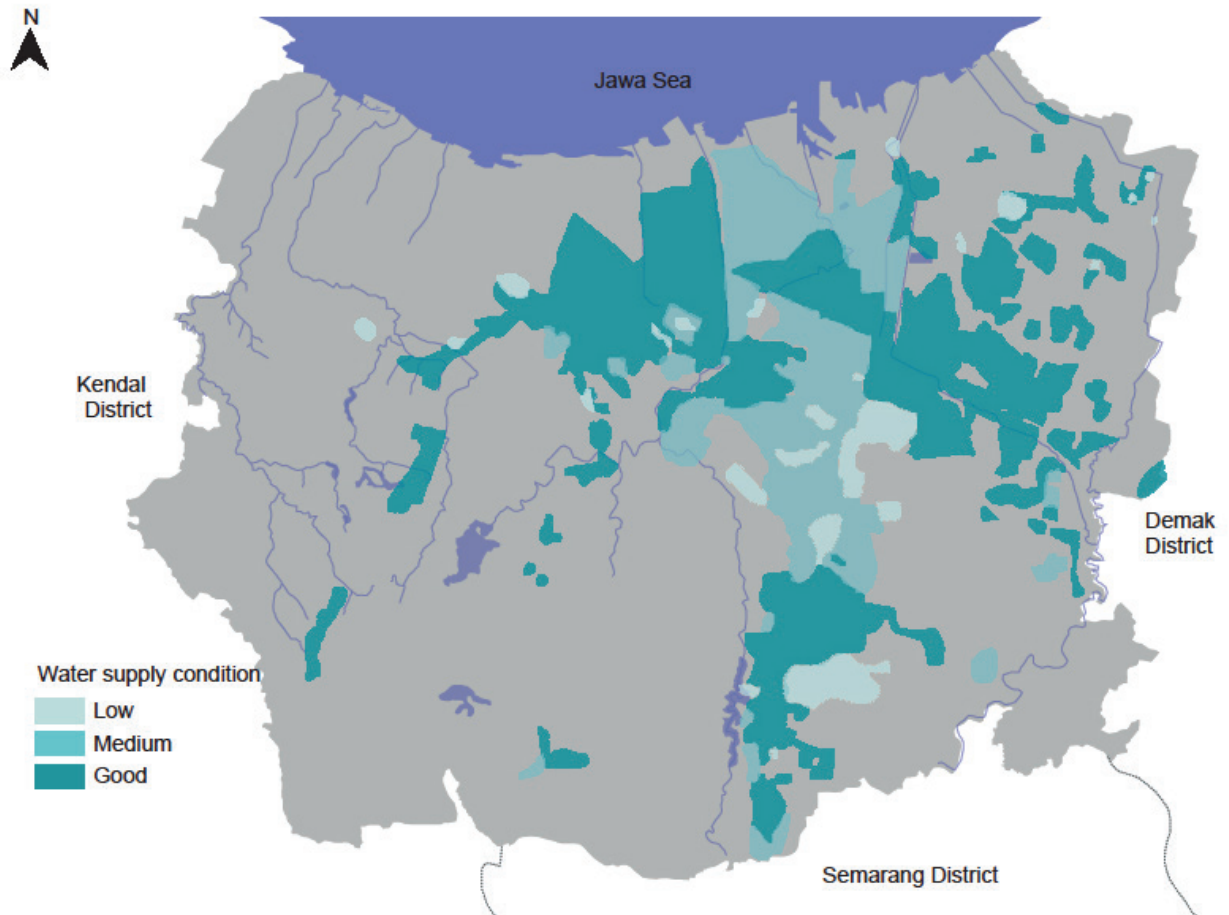 N
Jawa Sea
Kendal
District
Demak
District
Water supply condition
Low
Medium
Good
Semarang District